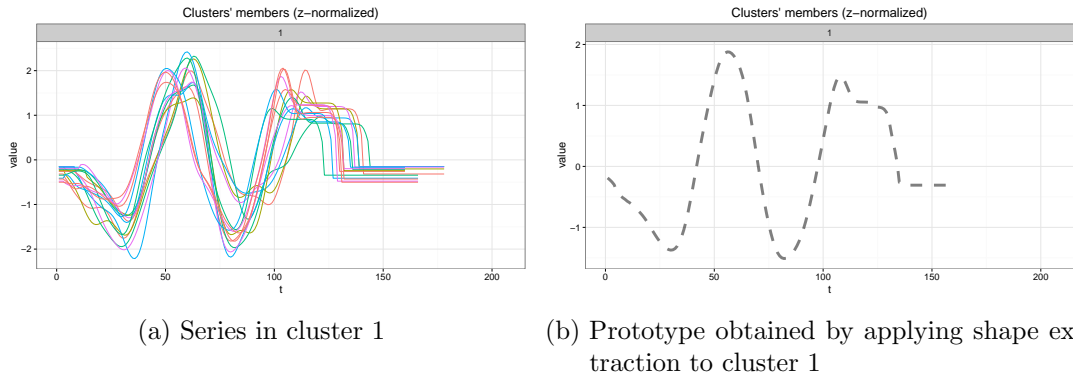 Clusters' members (z-normalized)
1
value
2
1
0
−1
−2
0
50
100
150
200
t
(a) Series in cluster 1
Clusters' members (z-normalized)
1
value
2
1
0
−1
0
50
100
150
200
t
(b) Prototype obtained by applying shape ex
traction to cluster 1